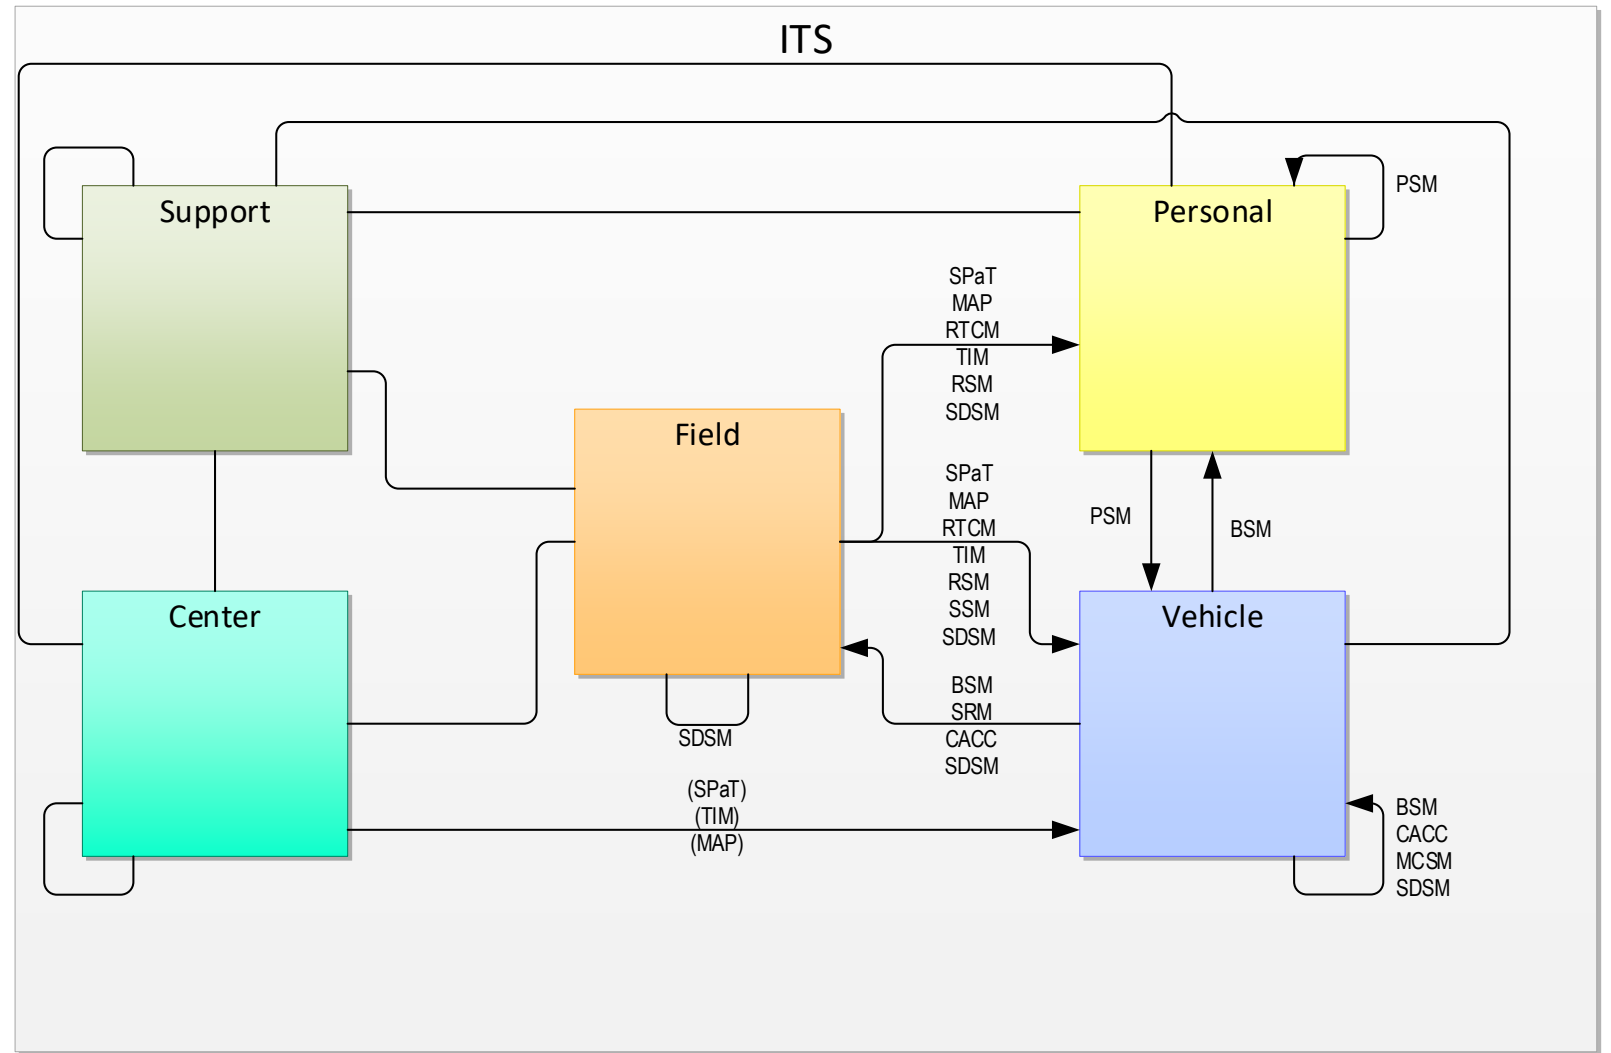 ITS
Support
Personal
PSM
SPaT
MAP
RTCM
TIM
RSM
SDSM
Field
SPaT
MAP
RTCM
TIM
RSM
SSM
SDSM
PSM
BSM
Center
Vehicle
BSM
SRM
CACC
SDSM
SDSM
(SPaT)
(TIM)
(MAP)
BSM
CACC
MCSM
SDSM